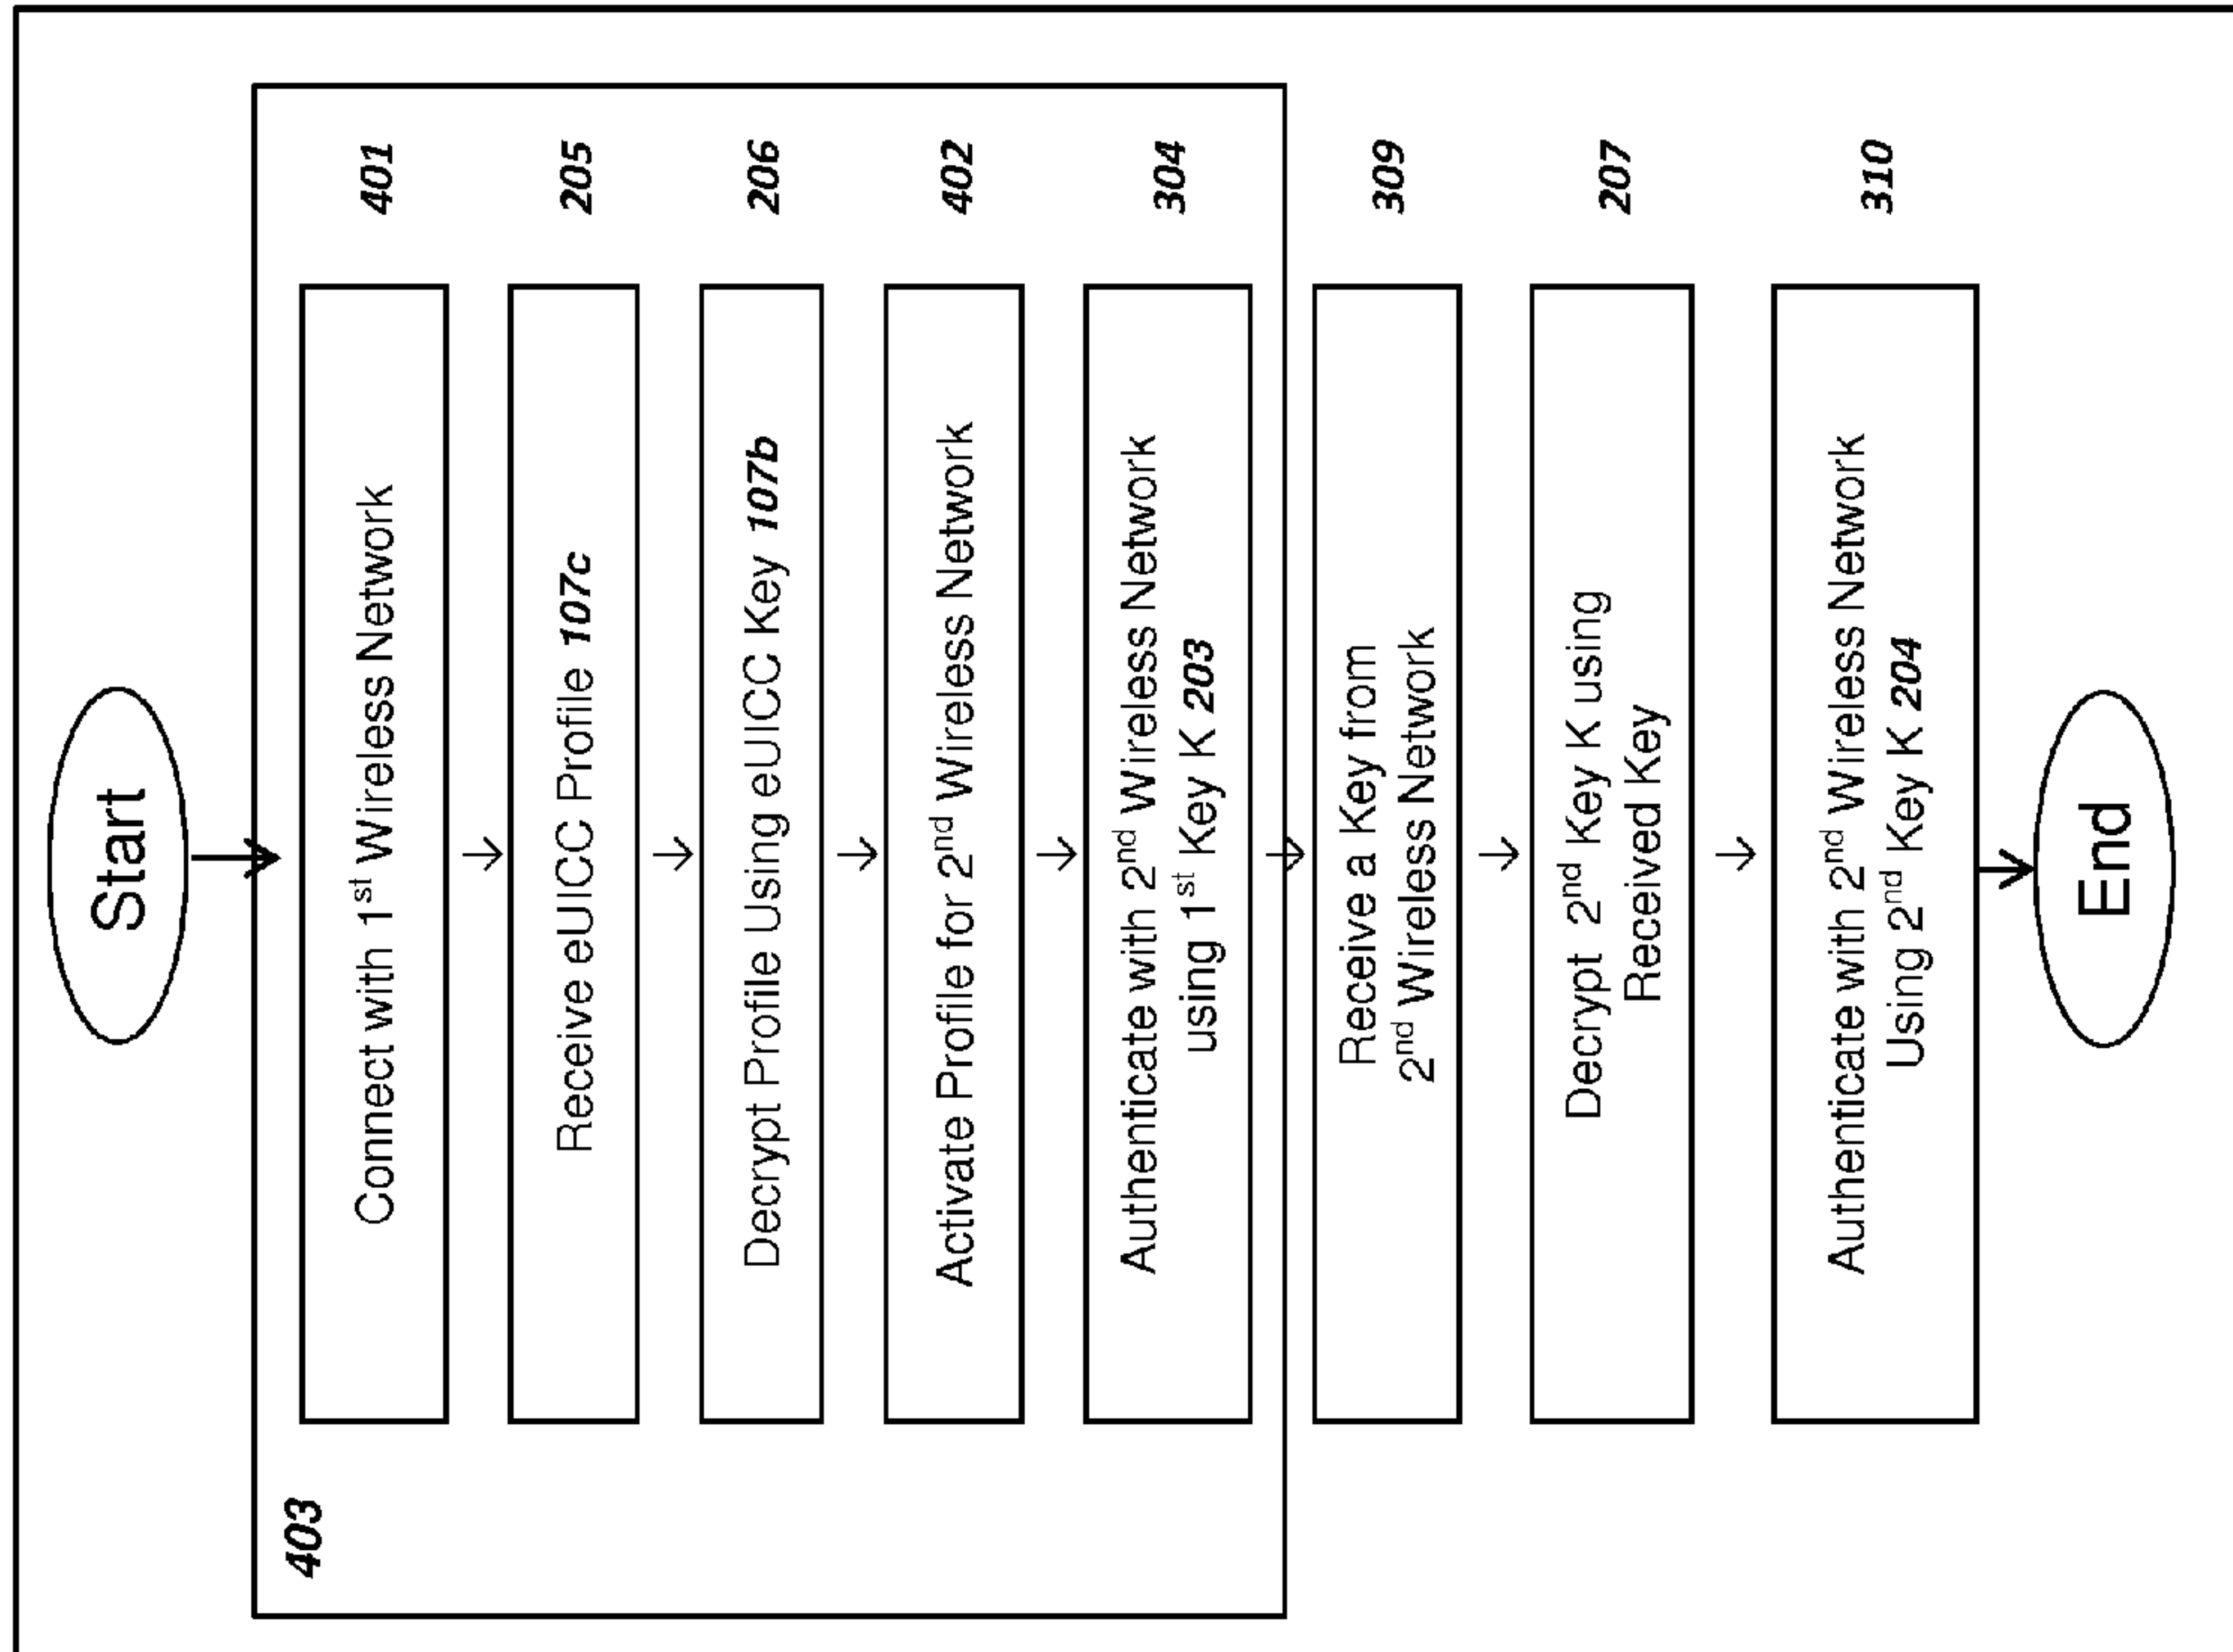 Start
403
Connect with 1st Wireless Network
401
Receive eUICC Profile 107c
205
Decrypt Profile Using eUICC Key 107b
206
Activate Profile for 2nd Wireless Network
402
Authenticate with 2nd Wireless Network
using 1st Key K 203
304
Receive a Key from
2nd Wireless Network
309
Decrypt 2nd Key K using
Received Key
207
Authenticate with 2nd Wireless Network
Using 2nd Key K 204
310
End